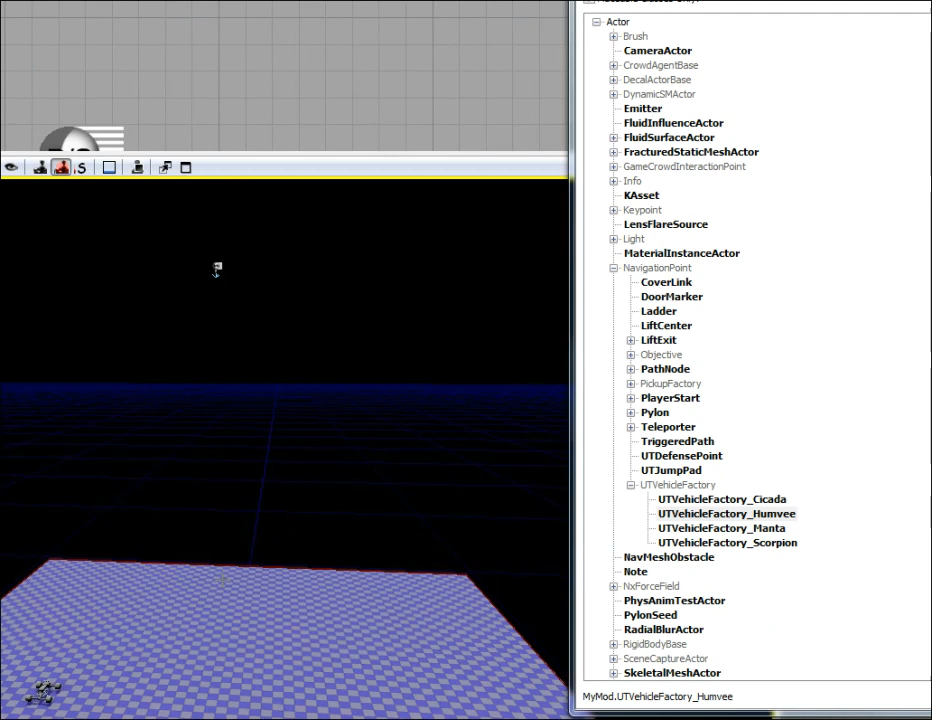 Actor
Brush
CameraActor
CrowdAgentBase
DecalActorBase
DynamicSMActor
Emitter
FluidInfluenceActor
FluidSurfaceActor
FracturedStaticMeshActor
GameCrowdInteractionPoint
Info
KAsset
Keypoint
LensFlareSource
Light
MaterialInstanceActor
NavigationPoint
CoverLink
DoorMarker
Ladder
LiftCenter
LiftExit
Objective
PathNode
PickupFactory
PlayerStart
Pylon
Teleporter
TriggeredPath
UTDefensePoint
UTJumpPad
UTVehicleFactory
UTVehicleFactory_Cicada
UTVehicleFactory_Humvee
UTVehicleFactory_Manta
UTVehicleFactory_Scorpion
NavMeshObstacle
Note
NxForceField
PhysAnimTestActor
PylonSeed
RadialBlurActor
RigidBodyBase
SceneCaptureActor
SkeletalMeshActor
MyMod.UTVehicleFactory_Humvee